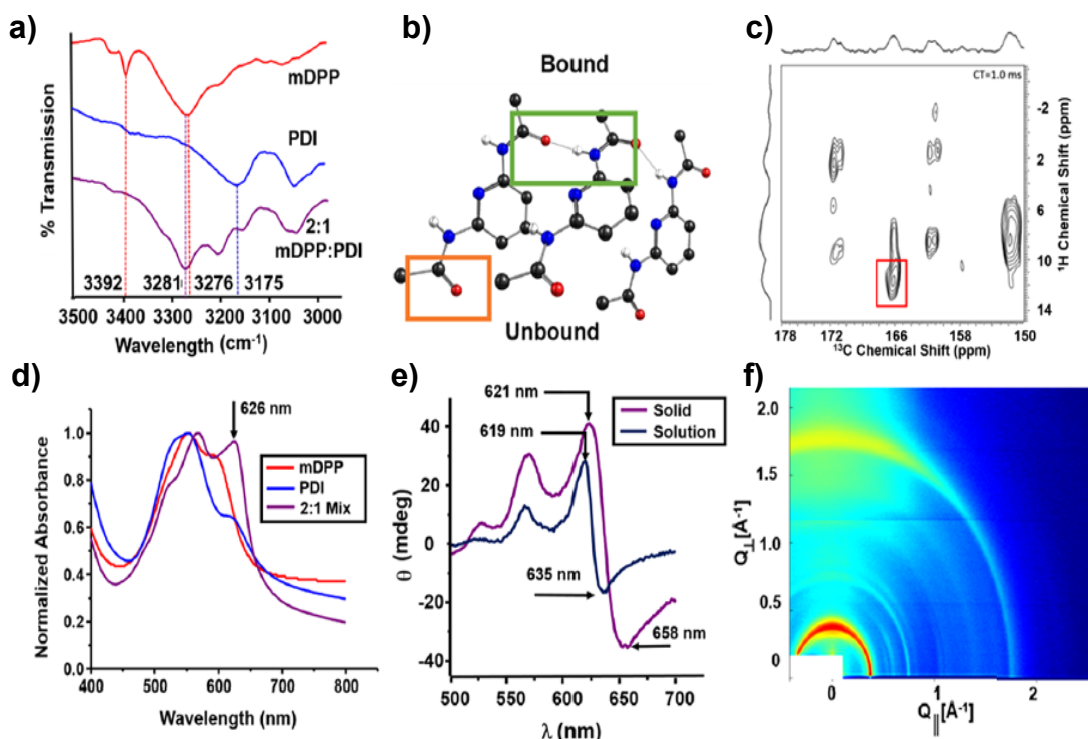 a)
% Transmission
mDPP
PDI
2:1
mDPP:PDI
3392
3281
3276
3175
3500 3400 3300 3200 3100 3000
Wavelength (cm-1)
b)
Bound
Unbound
c)
CT=1.0 ms
-2
2
6
10
14
1H Chemical Shift (ppm)
178 172 166 158 150
13C Chemical Shift (ppm)
d)
626 nm
mDPP
PDI
2:1 Mix
Normalized Absorbance
1.0
0.8
0.6
0.4
0.2
0.0
400 500 600 700 800
Wavelength (nm)
e)
621 nm
619 nm
Solid
Solution
635 nm
658 nm
θ (mdeg)
40
20
0
-20
-40
500 550 600 650 700
λ (nm)
f)
Q⊥[Å-1]
2.0
1.5
1.0
0.5
0
0 1 2
Q||[Å-1]